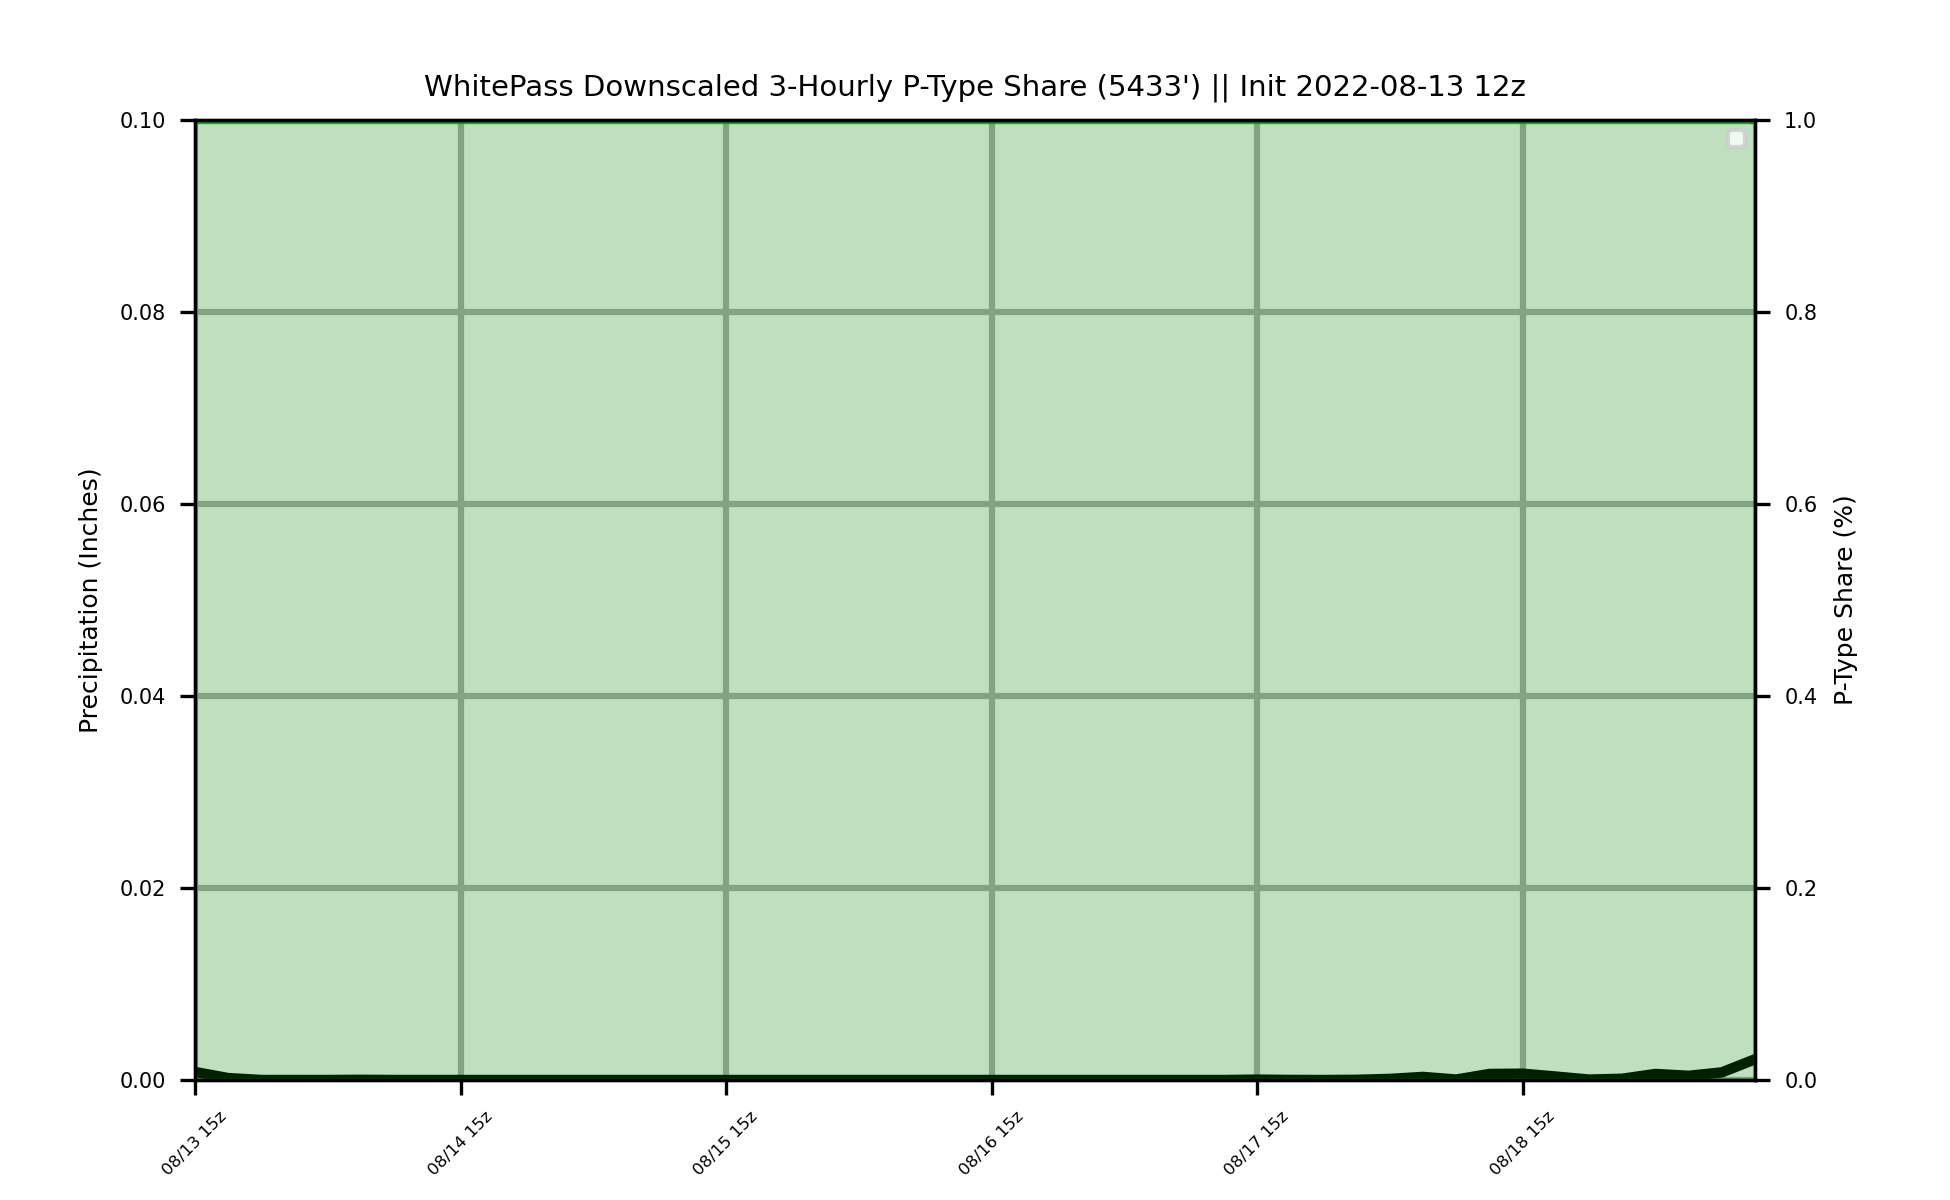 WhitePass Downscaled 3-Hourly P-Type Share (5433') || Init 2022-08-13 12z
Precipitation (Inches)
0.10
0.08
0.06
0.04
0.02
0.00
1.0
0.8
0.6
0.4
0.2
0.0
P-Type Share (%)
08/13 15z
08/14 15z
08/15 15z
08/16 15z
08/17 15z
08/18 15z